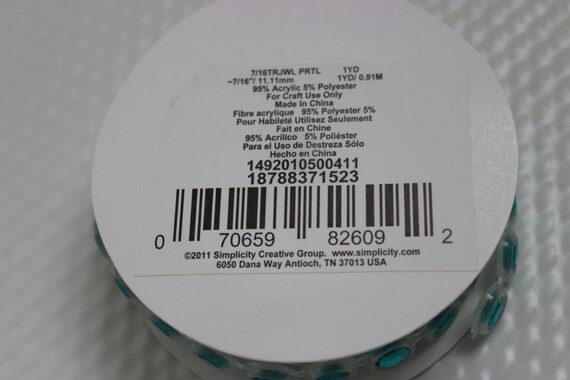 7/16TRJWL PRTL 1YD
~7/16"/ 11.11mm 1YD/ 0.91M
95% Acrylic 5% Polyester
For Craft Use Only
Made In China
Fibre acrylique 95% Polyester 5%
Pour Habileté Utilisez Seulement
Fait en Chine
95% Acrílico 5% Poliéster
Para el Uso de Destreza Sólo
Hecho en China
1492010500411
18788371523
0 70659 82609 2
©2011 Simplicity Creative Group. www.simplicity.com
6050 Dana Way Antioch, TN 37013 USA